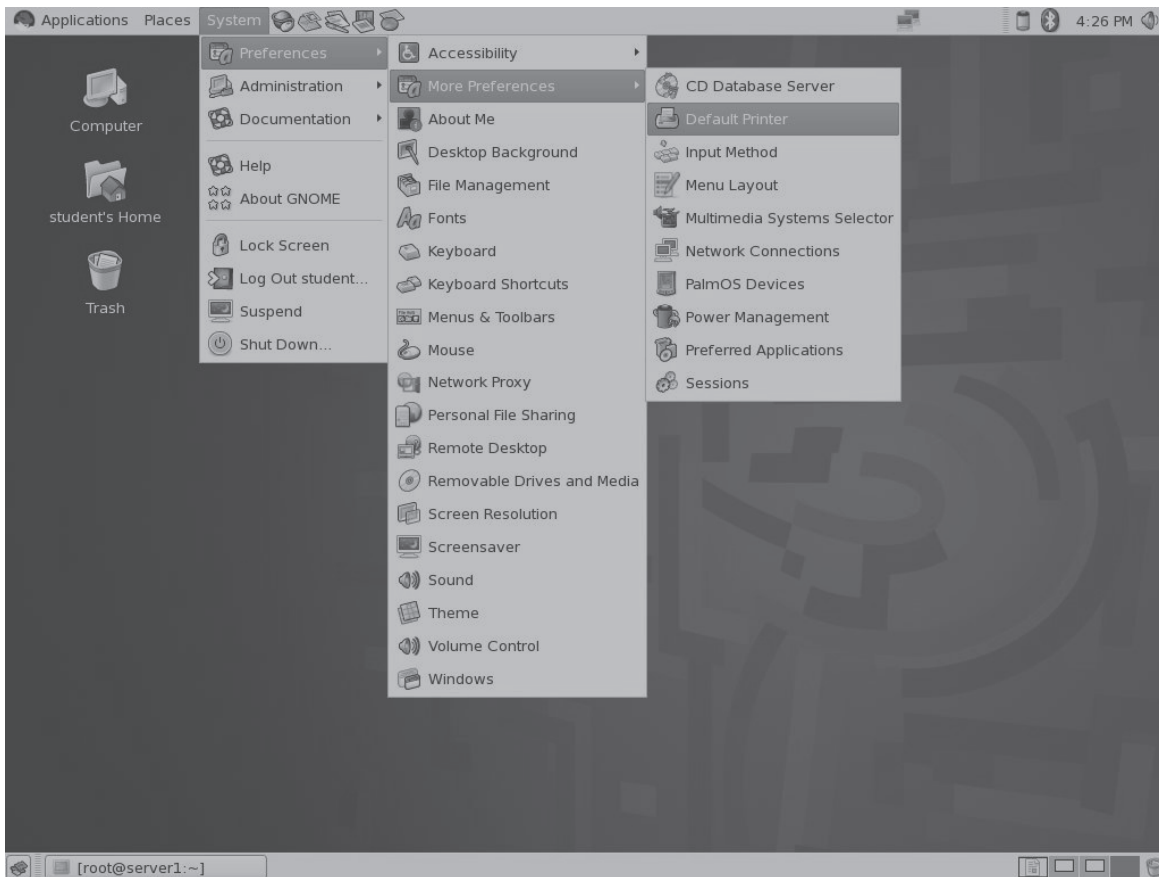 Applications Places System 4:26 PM
Computer
student's Home
Trash
Preferences
Administration
Documentation
Help
About GNOME
Lock Screen
Log Out student...
Suspend
Shut Down...
Accessibility
More Preferences
About Me
Desktop Background
File Management
Fonts
Keyboard
Keyboard Shortcuts
Menus & Toolbars
Mouse
Network Proxy
Personal File Sharing
Remote Desktop
Removable Drives and Media
Screen Resolution
Screensaver
Sound
Theme
Volume Control
Windows
CD Database Server
Default Printer
Input Method
Menu Layout
Multimedia Systems Selector
Network Connections
PalmOS Devices
Power Management
Preferred Applications
Sessions
[root@server1:~]